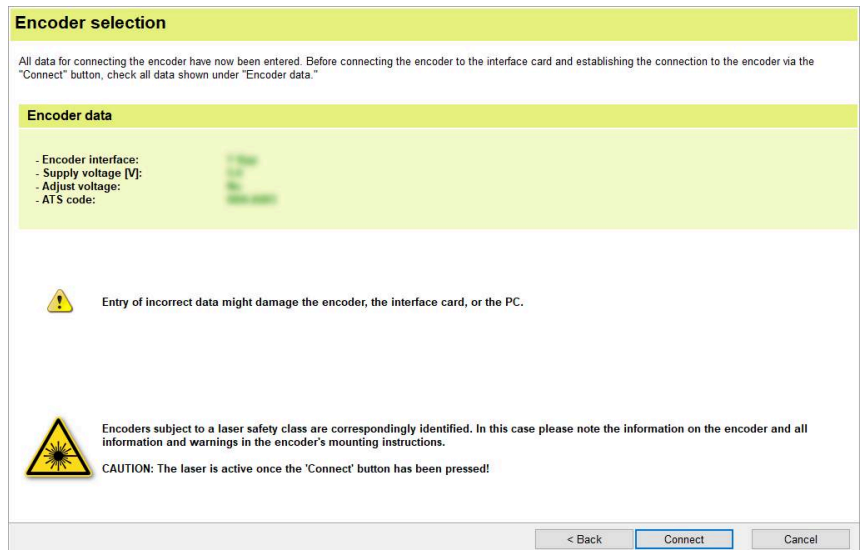 Encoder selection
All data for connecting the encoder have now been entered. Before connecting the encoder to the interface card and establishing the connection to the encoder via the
"Connect" button, check all data shown under "Encoder data."
Encoder data
- Encoder interface:
- Supply voltage [V]:
- Adjust voltage:
- ATS code:
Entry of incorrect data might damage the encoder, the interface card, or the PC.
Encoders subject to a laser safety class are correspondingly identified. In this case please note the information on the encoder and all
information and warnings in the encoder's mounting instructions.
CAUTION: The laser is active once the 'Connect' button has been pressed!
< Back Connect Cancel